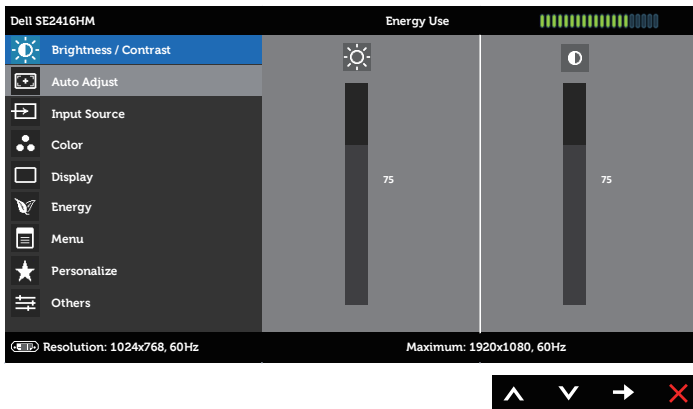 Dell SE2416HM
Energy Use
Brightness / Contrast
Auto Adjust
Input Source
Color
Display
Energy
Menu
Personalize
Others
75
75
Resolution: 1024x768, 60Hz
Maximum: 1920x1080, 60Hz